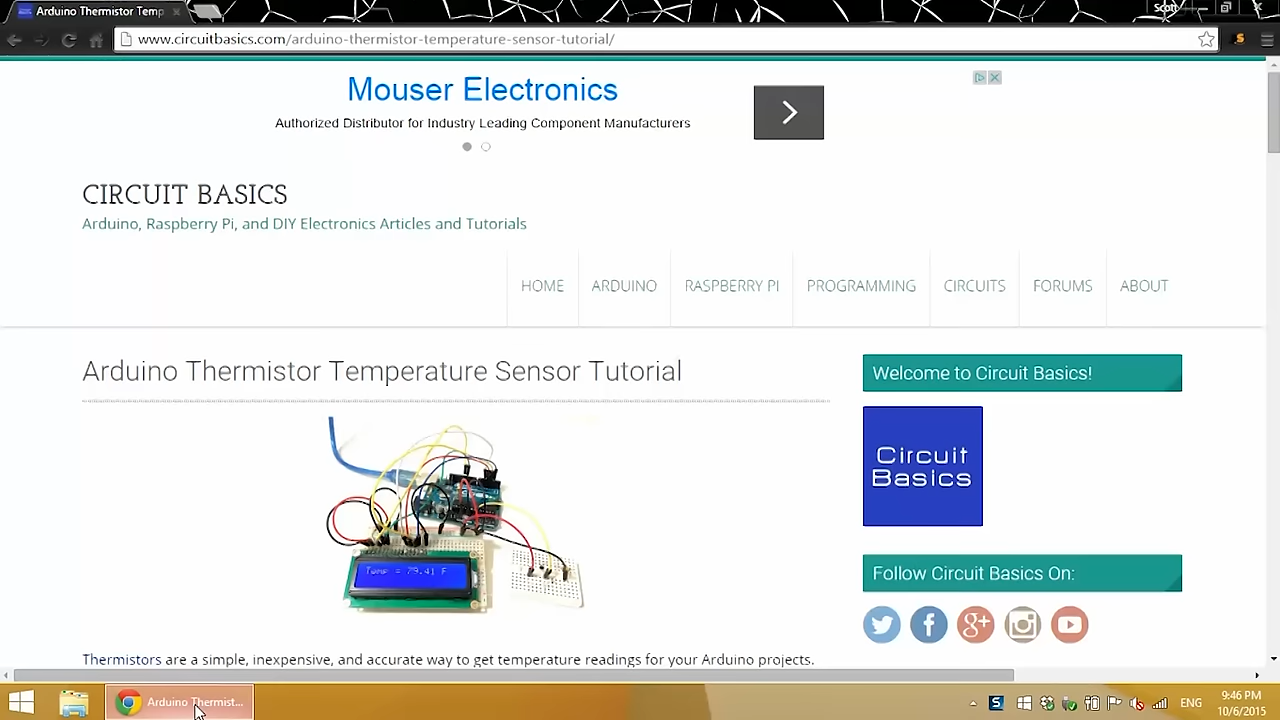 Arduino Thermistor Temp
Scott
www.circuitbasics.com/arduino-thermistor-temperature-sensor-tutorial/
Mouser Electronics
Authorized Distributor for Industry Leading Component Manufacturers
CIRCUIT BASICS
Arduino, Raspberry Pi, and DIY Electronics Articles and Tutorials
HOME
ARDUINO
RASPBERRY PI
PROGRAMMING
CIRCUITS
FORUMS
ABOUT
Arduino Thermistor Temperature Sensor Tutorial
Temp = 79.41 F
Thermistors are a simple, inexpensive, and accurate way to get temperature readings for your Arduino projects.
Welcome to Circuit Basics!
Circuit
Basics
Follow Circuit Basics On:
Arduino Thermist...
ENG
9:46 PM
10/6/2015